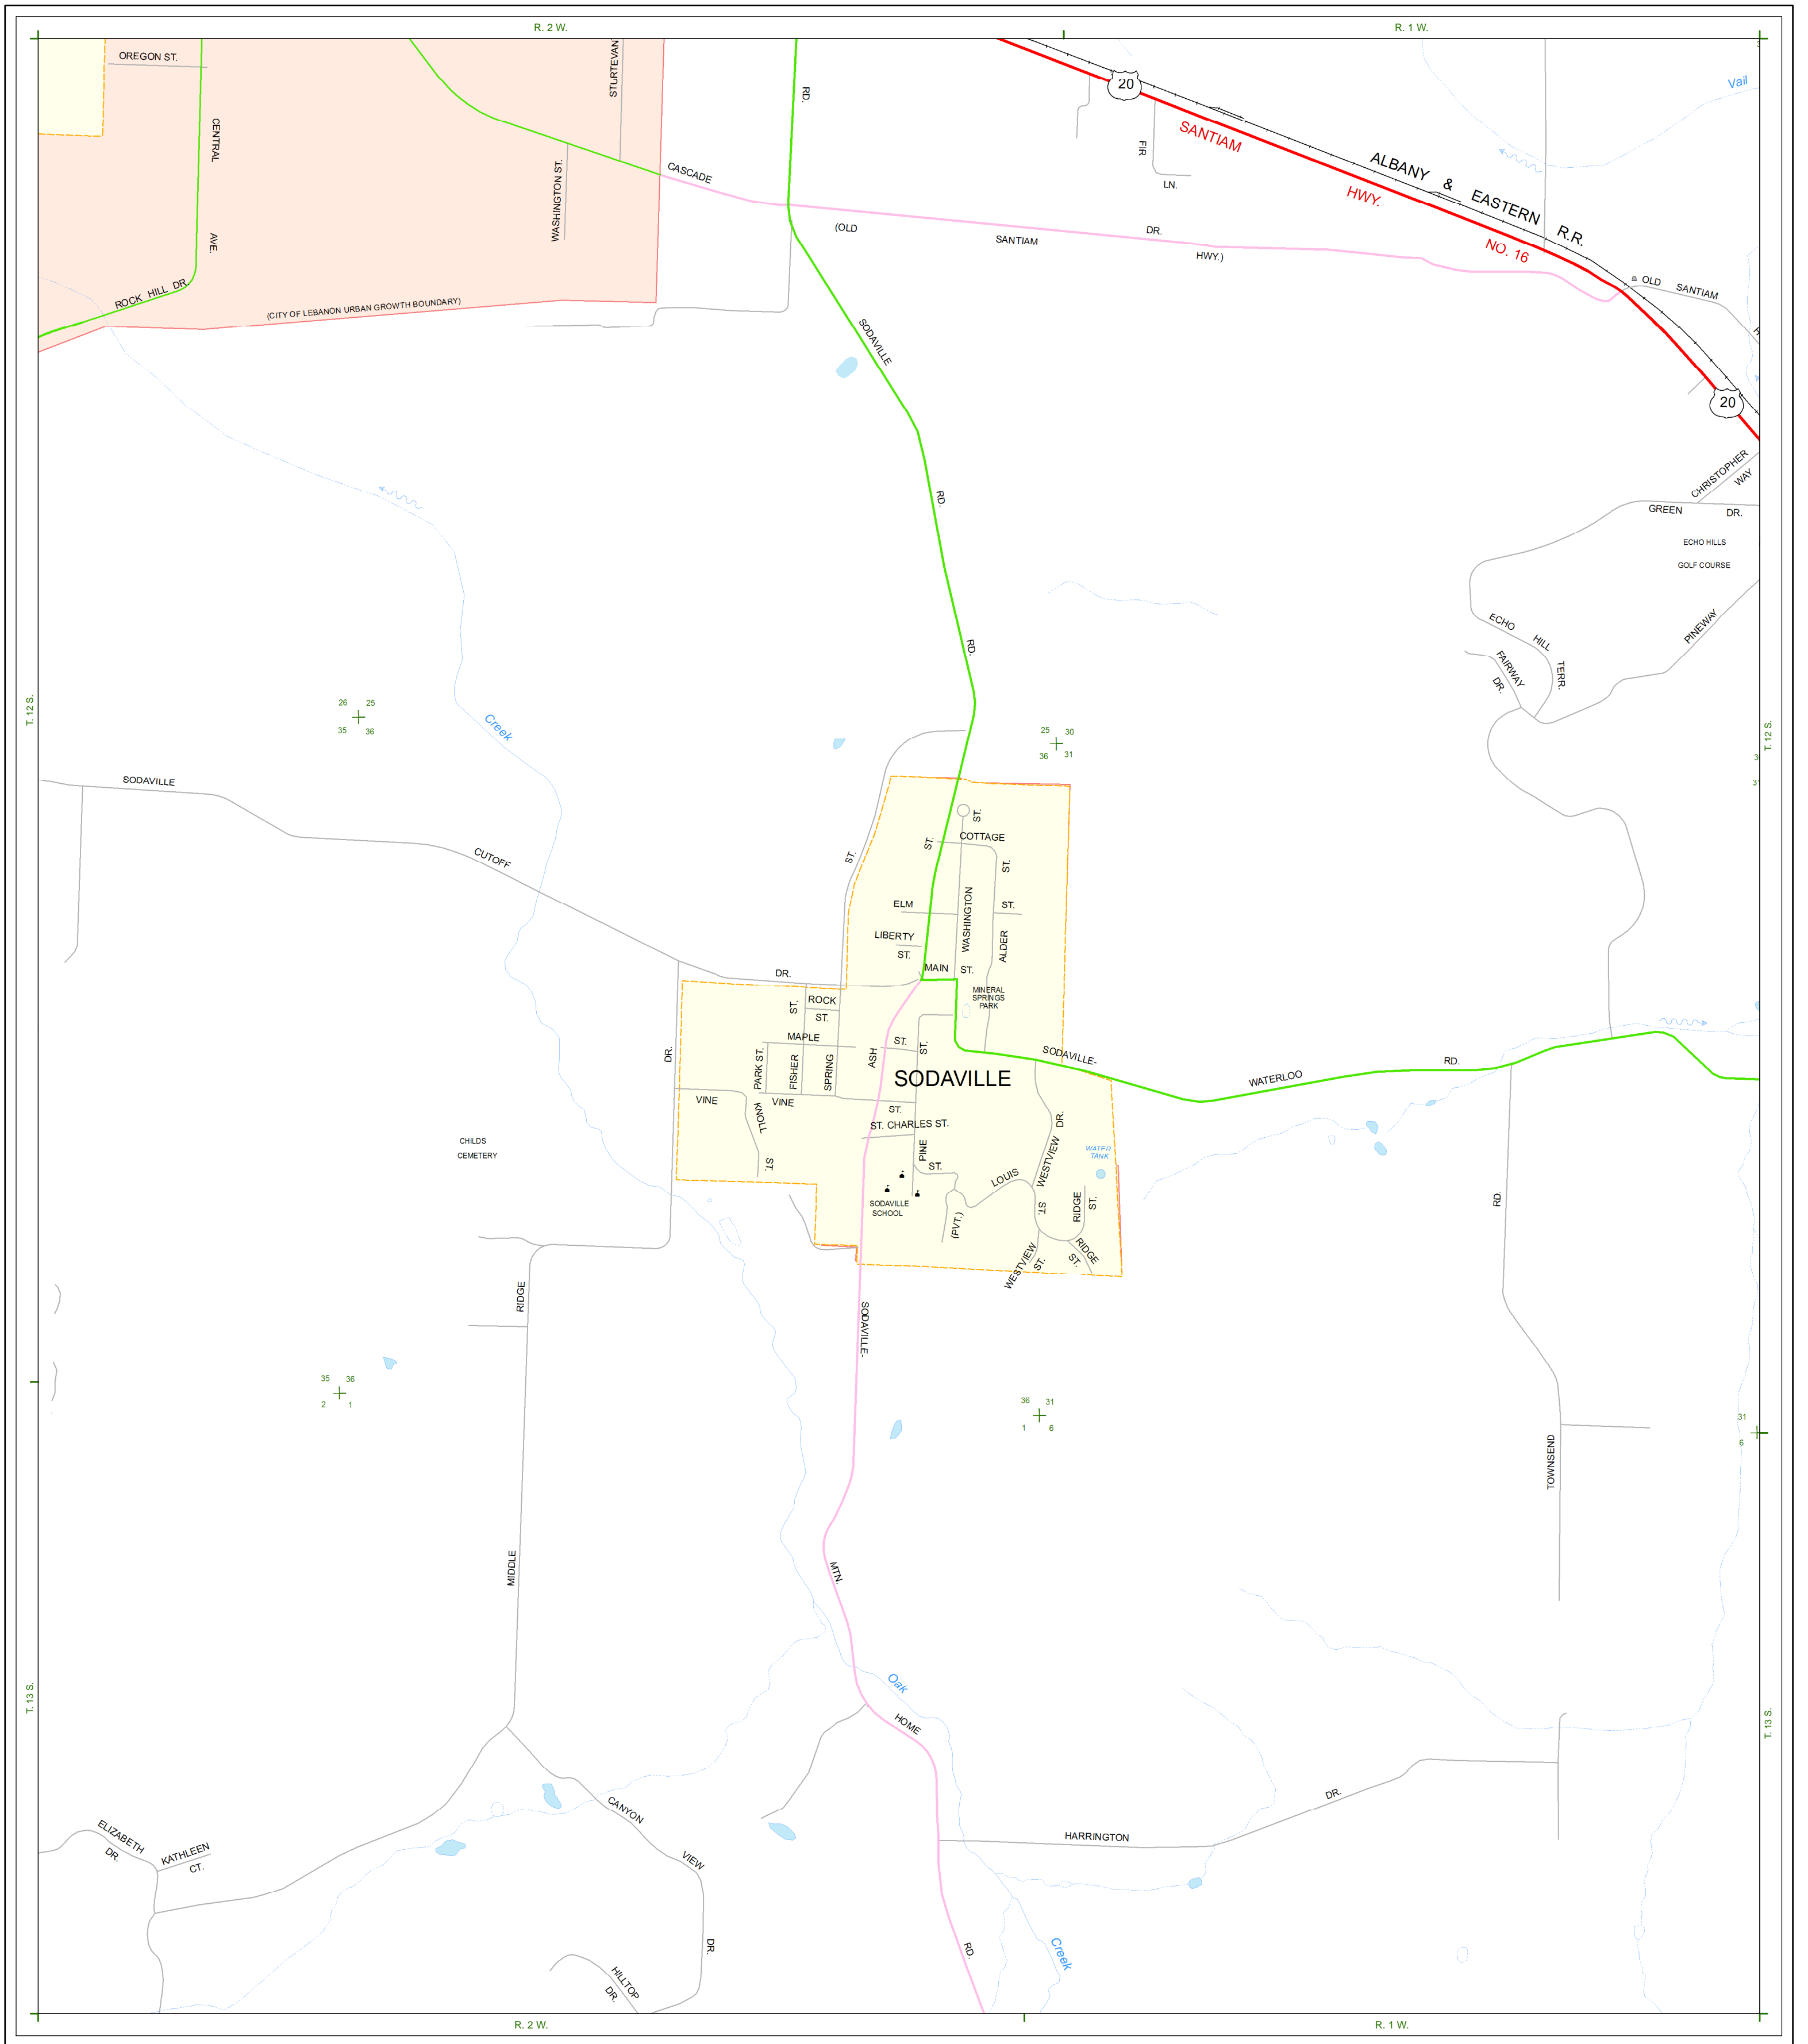 R. 2 W.
R. 1 W.
OREGON ST.
CENTRAL
AVE.
WASHINGTON ST.
RD.
CASCADE
(OLD
SANTIAM
DR.
HWY.)
20
SANTIAM
HWY.
NO. 16
ALBANY & EASTERN R.R.
Vail
FIR
LN.
ROCK HILL DR.
(CITY OF LEBANON URBAN GROWTH BOUNDARY)
OLD SANTIAM
20
SODAVILLE
RD.
RD.
CHRISTOPHER
WAY
GREEN DR.
ECHO HILLS
GOLF COURSE
ECHO HILL
TERR.
FAIRWAY
DR.
PINEWAY
T. 12 S.
T. 12 S.
26 25
35 36
Creek
25 30
36 31
SODAVILLE
CUTOFF
DR.
ST.
ST.
ST.
COTTAGE
ST.
ELM
ST.
WASHINGTON
LIBERTY
ST.
ALDER
MAIN ST.
MINERAL
SPRINGS
PARK
ST.
ROCK
ST.
MAPLE
ST.
ST.
DR.
PARK ST.
FISHER
SPRING
ASH
SODAVILLE
SODAVILLE-
WATERLOO
RD.
VINE
VINE
ST.
KNOLL
ST.
ST. CHARLES ST.
PINE
ST.
DR.
WESTVIEW
WATER
TANK
CHILDS
CEMETERY
LOUIS
ST.
RIDGE
ST.
SODAVILLE
SCHOOL
(PVT.)
WESTVIEW
ST.
RIDGE
ST.
RD.
RIDGE
SODAVILLE-
35 36
2 1
36 31
1 6
31
6
TOWNSEND
MIDDLE
MTN.
T. 13 S.
T. 13 S.
Oak
HOME
CANYON
VIEW
DR.
DR.
HARRINGTON
ELIZABETH
DR.
KATHLEEN
CT.
HILLTOP
DR.
RD.
Creek
R. 2 W.
R. 1 W.